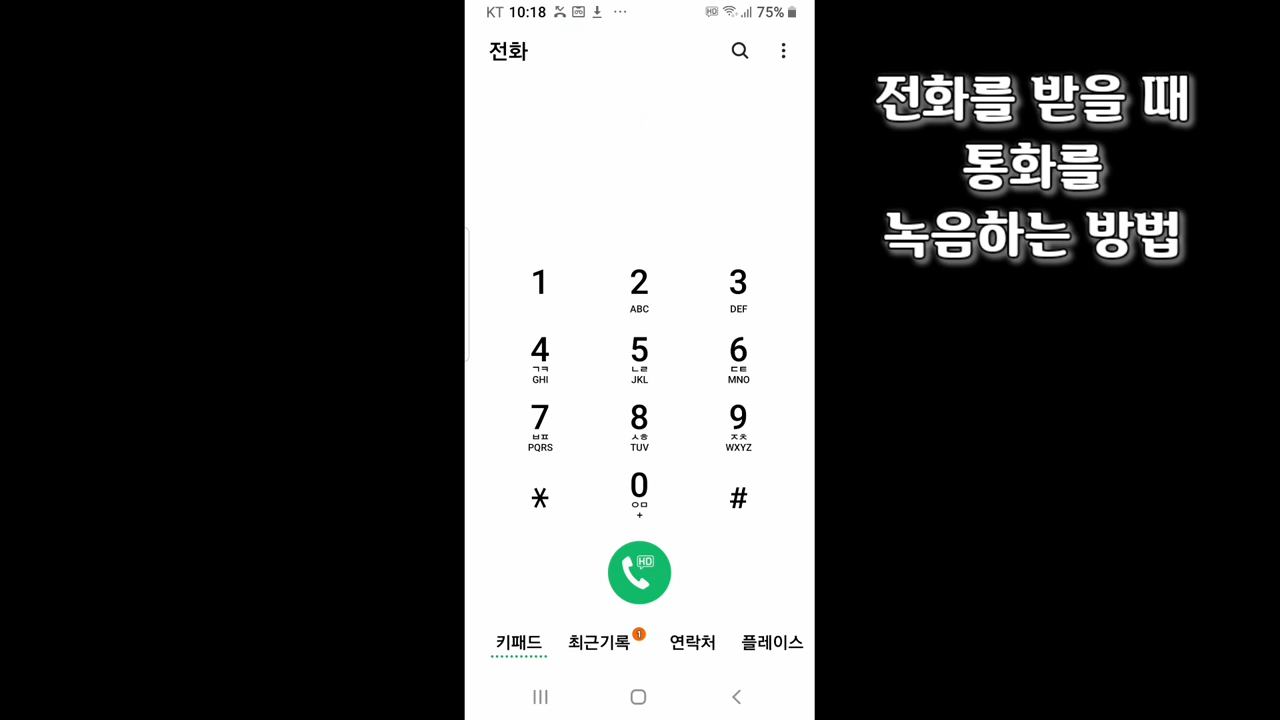 KT 10:18 ... HD 75%
전화
전화를 받을 때
통화를
녹음하는 방법
1 2 3
ABC DEF
4 5 6
ㄱㅋ ㄴㄹ ㄷㅌ
GHI JKL MNO
7 8 9
ㅂㅍ ㅅㅎ ㅈㅊ
PQRS TUV WXYZ
* 0 #
ㅇㅁ
+
HD
키패드 최근기록 1 연락처 플레이스